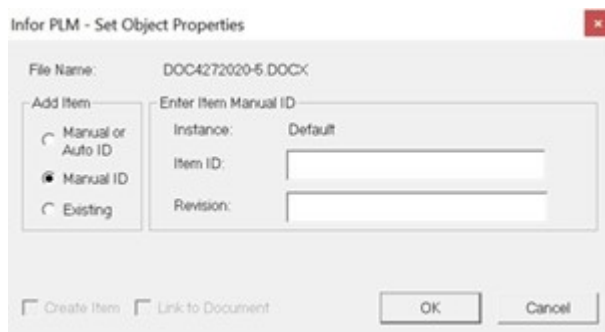 Infor PLM - Set Object Properties
File Name: DOC4272020-5.DOCX
Add Item
Manual or
Auto ID
Manual ID
Existing
Enter Item Manual ID
Instance: Default
Item ID:
Revision:
Create Item Link to Document
OK Cancel